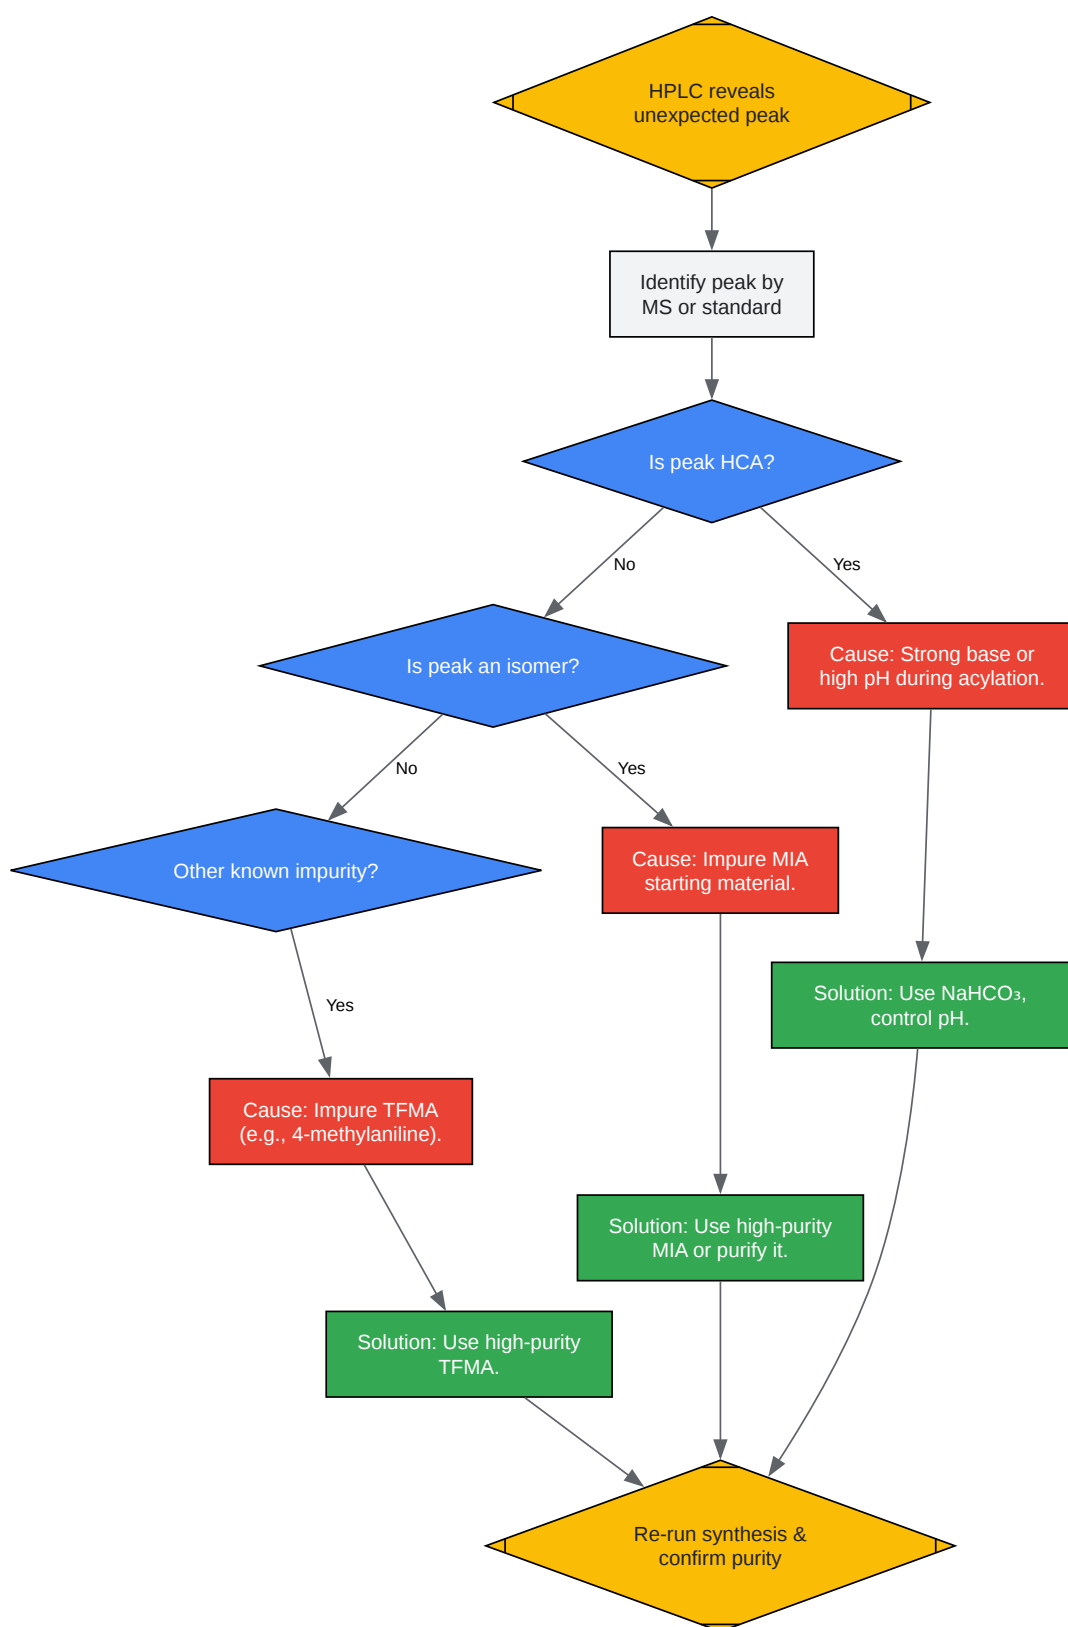 HPLC reveals
unexpected peak
Identify peak by
MS or standard
Is peak HCA?
No
Yes
Is peak an isomer?
Cause: Strong base or
high pH during acylation.
No
Yes
Other known impurity?
Cause: Impure MIA
starting material.
Solution: Use NaHCO₃,
control pH.
Yes
Cause: Impure TFMA
(e.g., 4-methylaniline).
Solution: Use high-purity
MIA or purify it.
Solution: Use high-purity
TFMA.
Re-run synthesis &
confirm purity